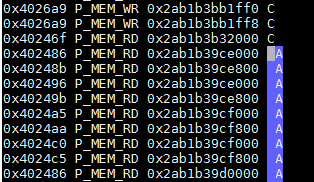 0x4026a9 P_MEM_WR 0x2ab1b3bb1ff0 C
0x4026a9 P_MEM_WR 0x2ab1b3bb1ff8 C
0x40246f P_MEM_RD 0x2ab1b3b32000 C
0x402486 P_MEM_RD 0x2ab1b39ce000 A
0x40248b P_MEM_RD 0x2ab1b39ce800 A
0x402496 P_MEM_RD 0x2ab1b39ce000 A
0x40249b P_MEM_RD 0x2ab1b39ce800 A
0x4024a5 P_MEM_RD 0x2ab1b39cf000 A
0x4024aa P_MEM_RD 0x2ab1b39cf800 A
0x4024c0 P_MEM_RD 0x2ab1b39cf000 A
0x4024c5 P_MEM_RD 0x2ab1b39cf800 A
0x402486 P_MEM_RD 0x2ab1b39d0000 A